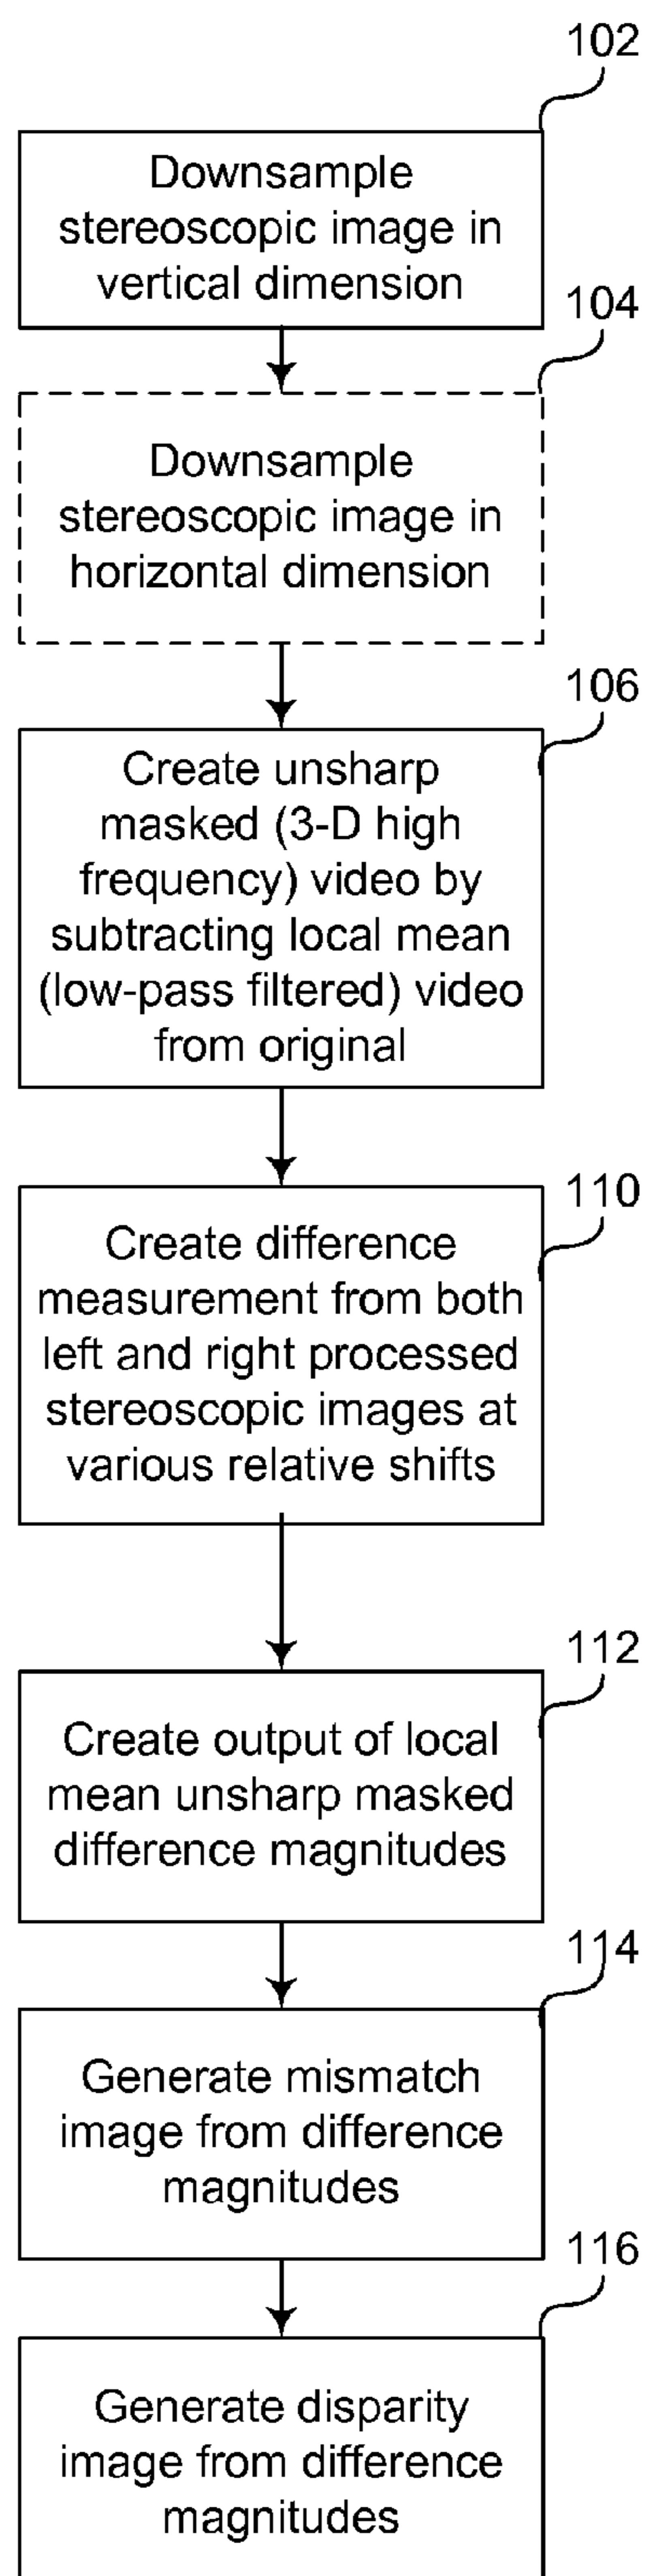 102
Downsample
stereoscopic image in
vertical dimension
104
Downsample
stereoscopic image in
horizontal dimension
106
Create unsharp
masked (3-D high
frequency) video by
subtracting local mean
(low-pass filtered) video
from original
110
Create difference
measurement from both
left and right processed
stereoscopic images at
various relative shifts
112
Create output of local
mean unsharp masked
difference magnitudes
114
Generate mismatch
image from difference
magnitudes
116
Generate disparity
image from difference
magnitudes